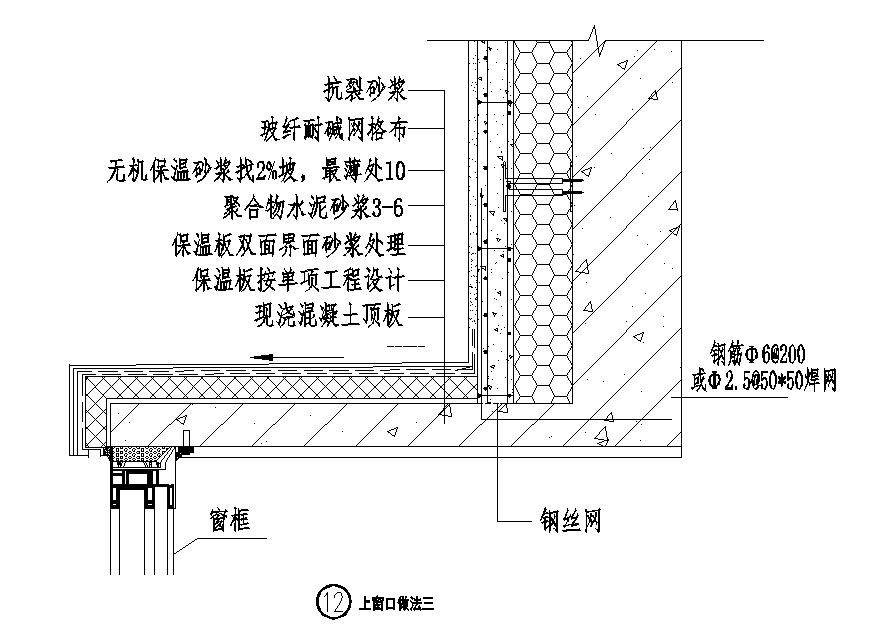 抗裂砂浆
玻纤耐碱网格布
无机保温砂浆找2%坡，最薄处10
聚合物水泥砂浆3-6
保温板双面界面砂浆处理
保温板按单项工程设计
现浇混凝土顶板
钢筋Φ6@200
或Φ2.5@50*50焊网
窗框
钢丝网
12 上窗口做法三